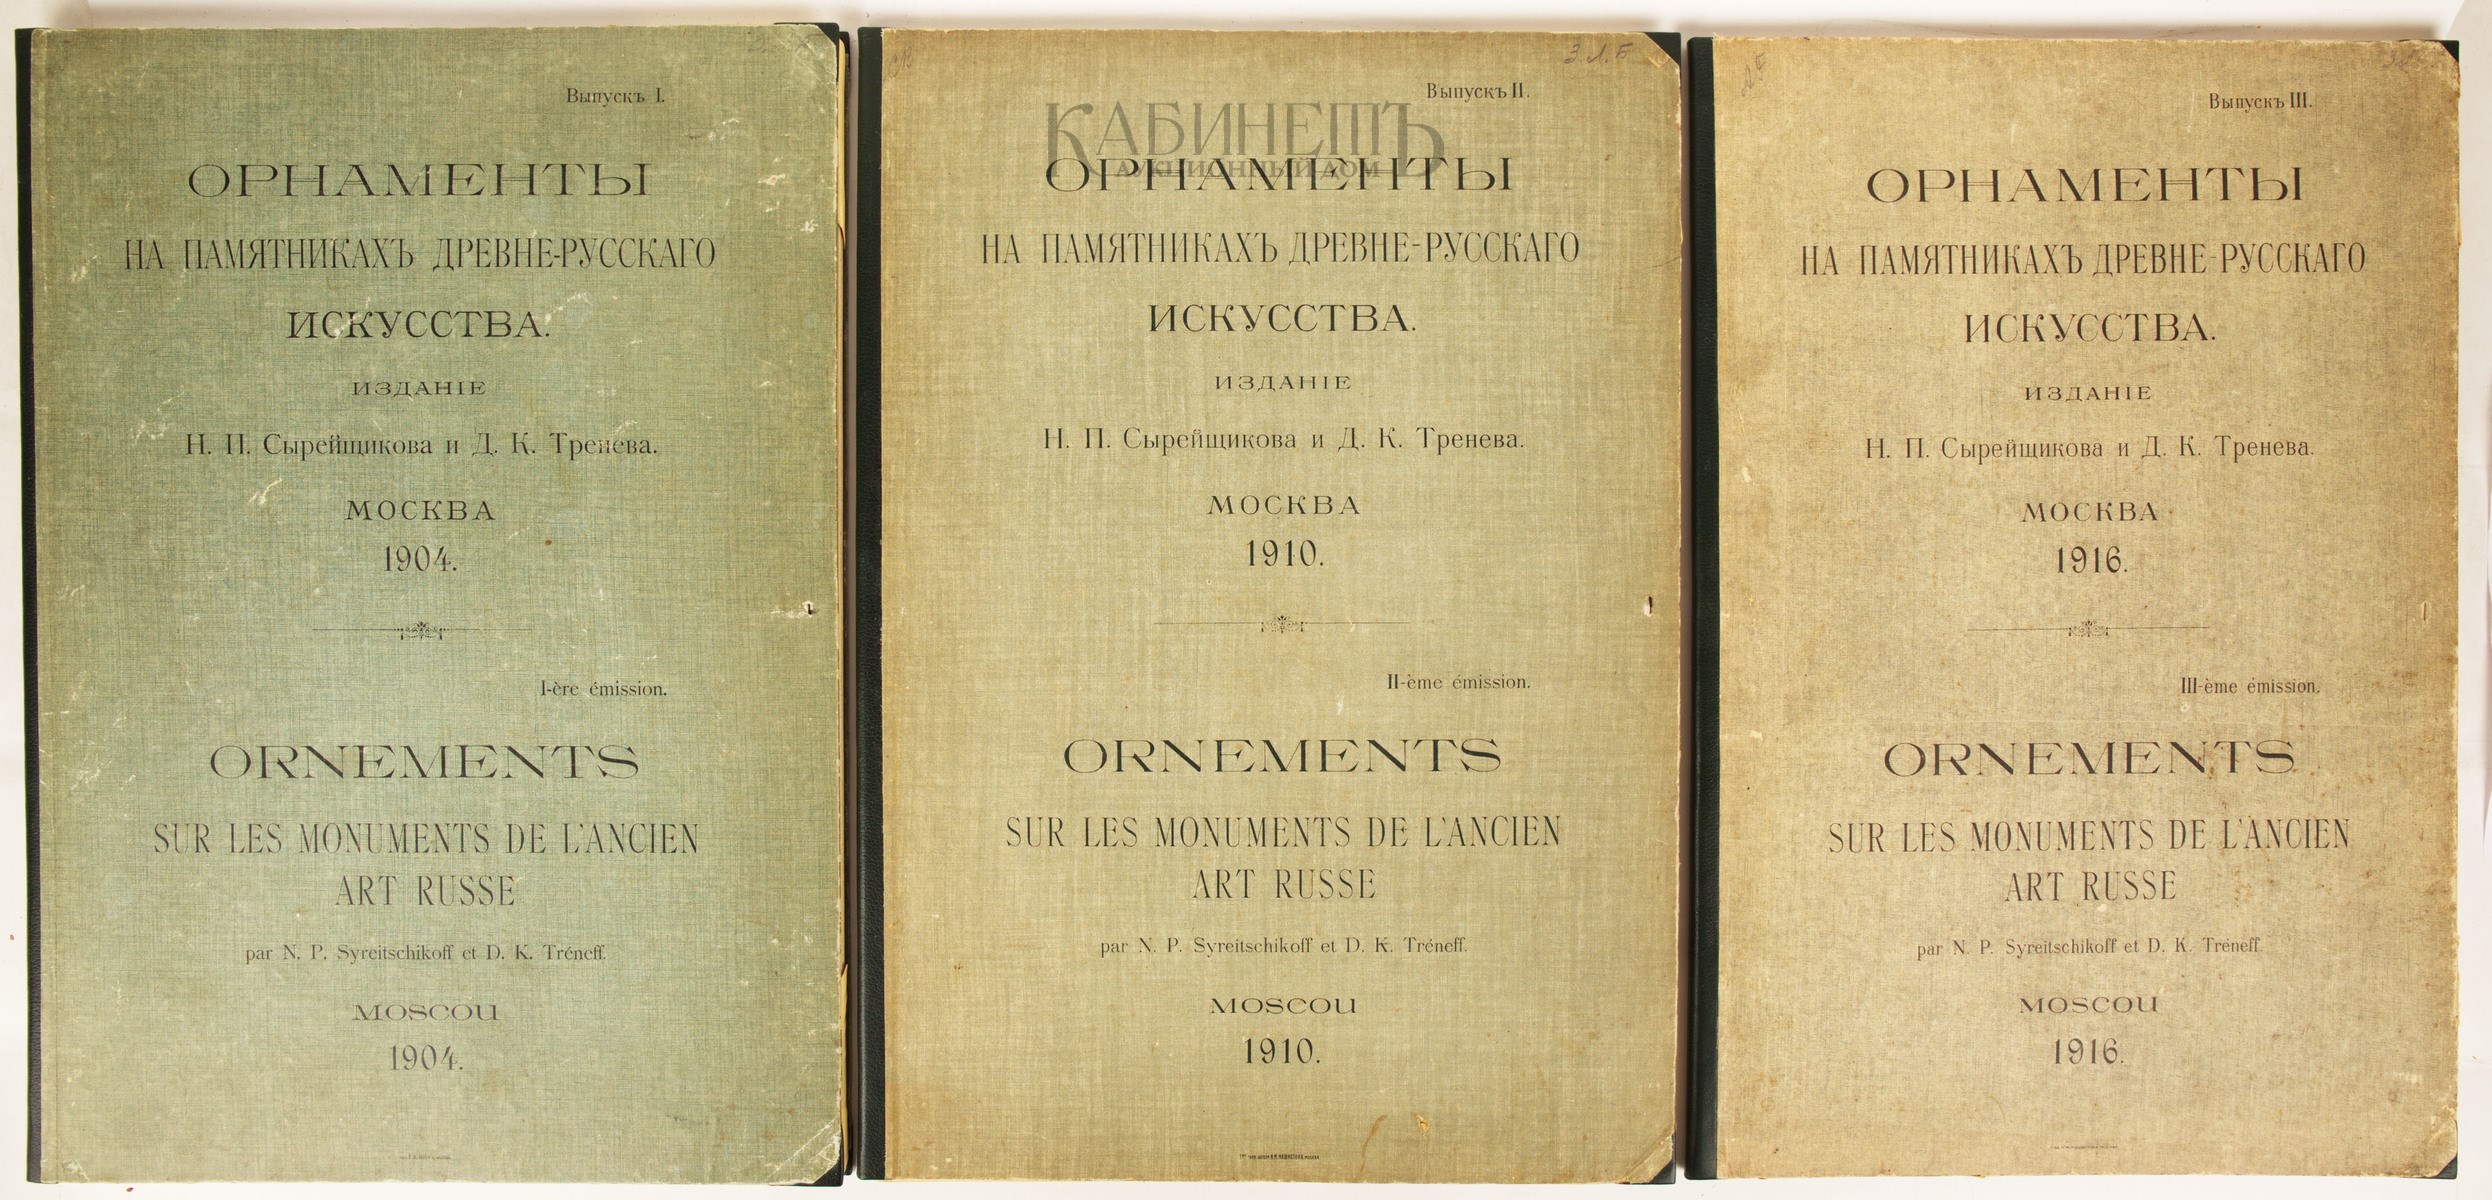 Выпускъ I.
ОРНАМЕНТЫ
НА ПАМЯТНИКАХЪ ДРЕВНЕ-РУССКАГО
ИСКУССТВА.
ИЗДАНІЕ
Н. П. Сырейщикова и Д. К. Тренева.
МОСКВА
1904.
I-ère émission.
ORNEMENTS
SUR LES MONUMENTS DE L'ANCIEN
ART RUSSE
par N. P. Syreitschikoff et D. K. Tréneff.
MOSCOU
1904.
З.Л.Б
Выпускъ II.
КАБИНЕТЪ
АУКЦИОННЫЙ ДОМ
ОРНАМЕНТЫ
НА ПАМЯТНИКАХЪ ДРЕВНЕ-РУССКАГО
ИСКУССТВА.
ИЗДАНІЕ
Н. П. Сырейщикова и Д. К. Тренева.
МОСКВА
1910.
II-ème émission.
ORNEMENTS
SUR LES MONUMENTS DE L'ANCIEN
ART RUSSE
par N. P. Syreitschikoff et D. K. Tréneff.
MOSCOU
1910.
Выпускъ III.
ОРНАМЕНТЫ
НА ПАМЯТНИКАХЪ ДРЕВНЕ-РУССКАГО
ИСКУССТВА.
ИЗДАНІЕ
Н. П. Сырейщикова и Д. К. Тренева.
МОСКВА
1916.
III-ème émission.
ORNEMENTS
SUR LES MONUMENTS DE L'ANCIEN
ART RUSSE
par N. P. Syreitschikoff et D. K. Tréneff.
MOSCOU
1916.